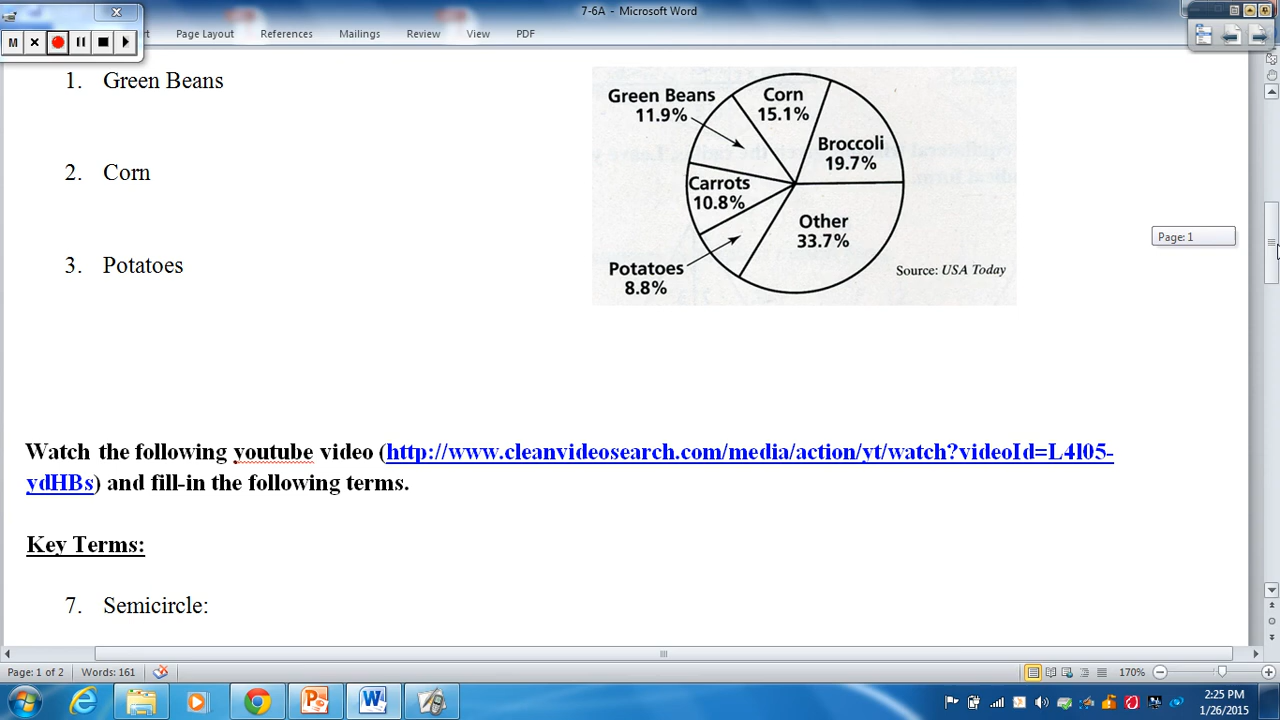 7-6A - Microsoft Word
Page Layout References Mailings Review View PDF
M
1. Green Beans
2. Corn
3. Potatoes
Green Beans
11.9%
Corn
15.1%
Broccoli
19.7%
Carrots
10.8%
Other
33.7%
Potatoes
8.8%
Source: USA Today
Page: 1
Watch the following youtube video (http://www.cleanvideosearch.com/media/action/yt/watch?videoId=L4l05-
ydHBs) and fill-in the following terms.
Key Terms:
7. Semicircle:
Page: 1 of 2 Words: 161 170%
2:25 PM
1/26/2015